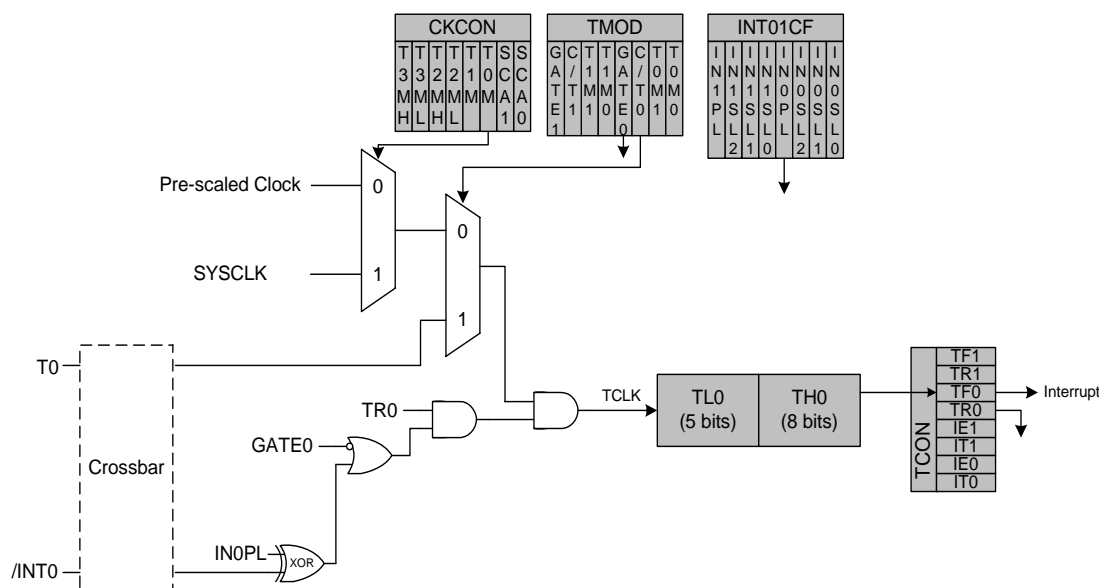 CKCON
T3MH
T3ML
T2MH
T2ML
T1M
T0M
SCA1
SCA0
TMOD
GATE1
C/T1
T1M1
T1M0
GATE0
C/T0
T0M1
T0M0
INT01CF
IN1PL
IN1SL2
IN1SL1
IN1SL0
IN0PL
IN0SL2
IN0SL1
IN0SL0
Pre-scaled Clock
0
SYSCLK
1
0
1
T0
Crossbar
/INT0
TR0
GATE0
IN0PL
XOR
TCLK
TL0
(5 bits)
TH0
(8 bits)
TCON
TF1
TR1
TF0
TR0
IE1
IT1
IE0
IT0
Interrupt